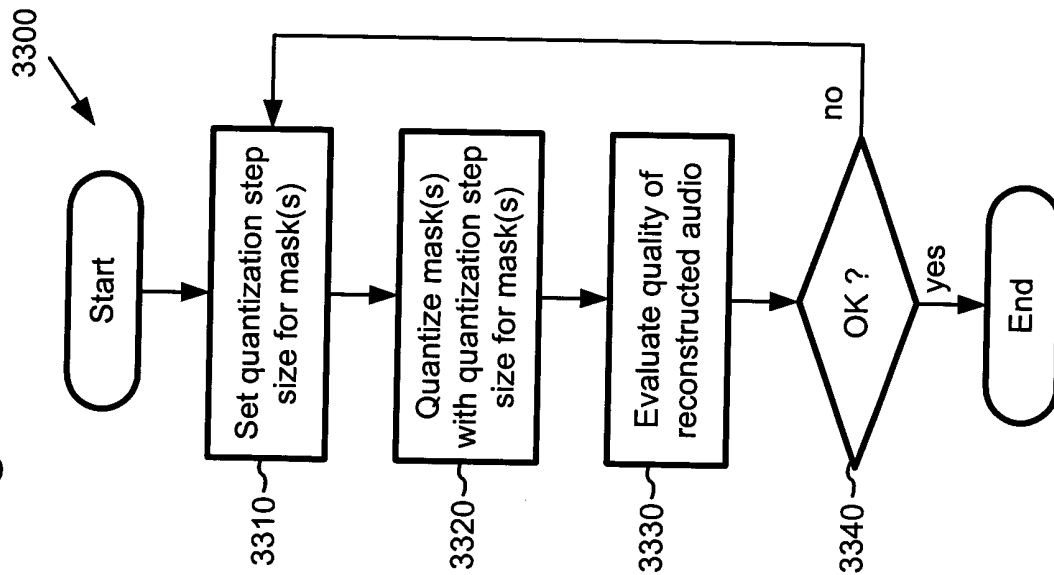 3300
Start
3310
Set quantization step
size for mask(s)
3320
Quantize mask(s)
with quantization step
size for mask(s)
3330
Evaluate quality of
reconstructed audio
3340
OK ?
no
yes
End